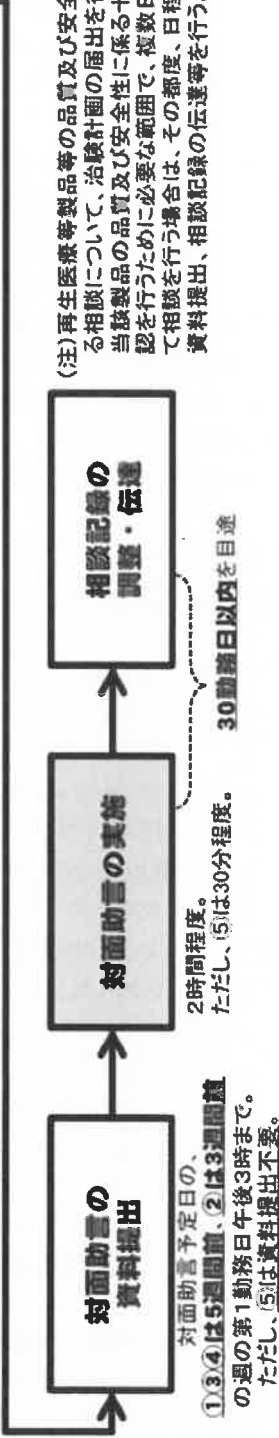 対面助言の
資料提出
対面助言予定日の、
①③④は5週間前、②は3週間前
の週の第1勤務日午後3時まで。
ただし、⑤は資料提出不要。
対面助言の実施
2時間程度。
ただし、⑤は30分程度。
相談記録の
調整・伝達
30勤務日以内を目途
(注)再生医療等製品等の品質及び安全
る相談について、治験計画の届出を行
当該製品の品質及び安全性に係る十
認を行うために必要な範囲で、複数日
て相談を行う場合は、その都度、日程
資料提出、相談記録の伝達等を行う